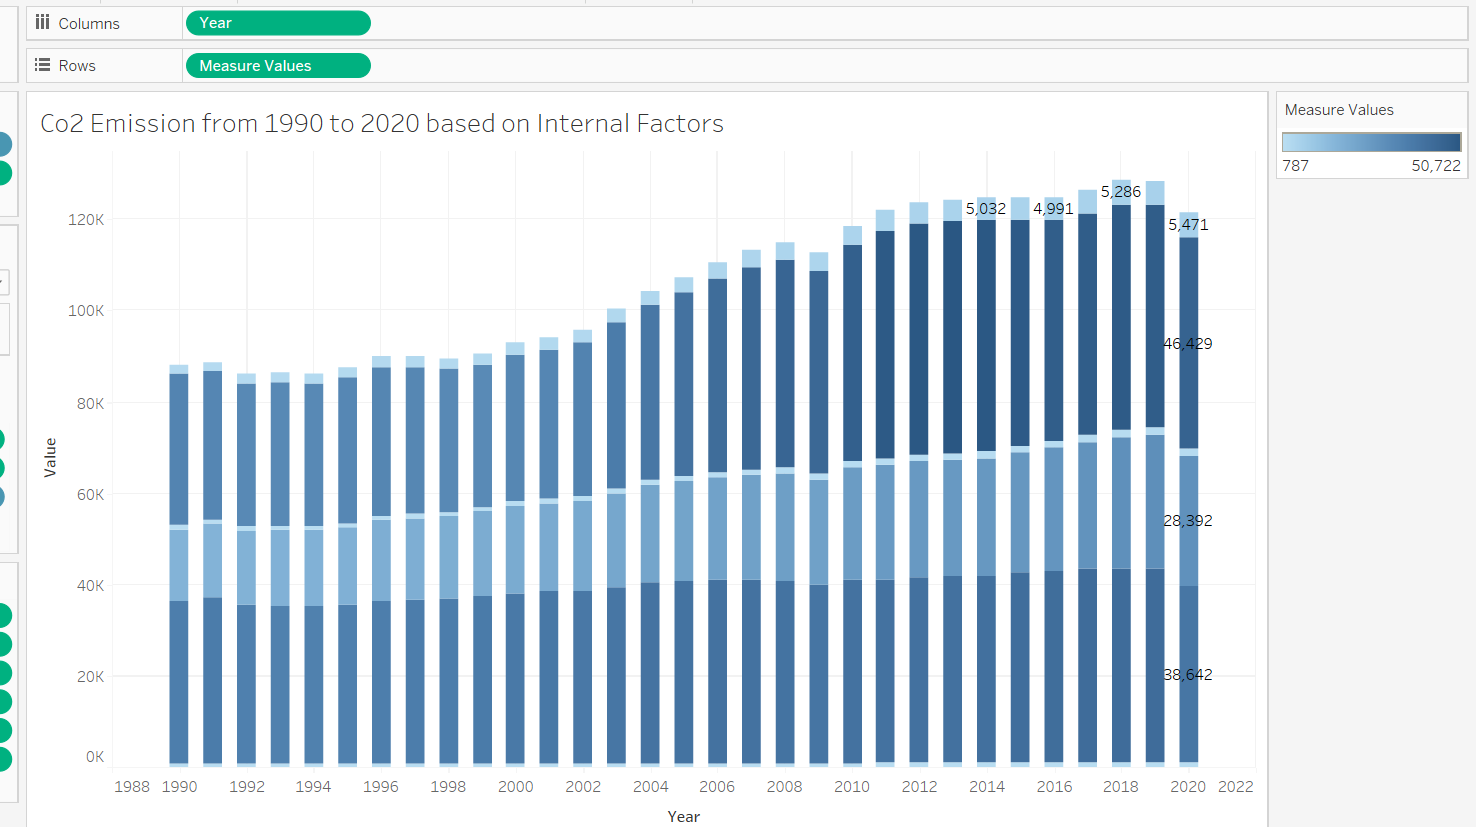 Columns
Year
Rows
Measure Values
Co2 Emission from 1990 to 2020 based on Internal Factors
Measure Values
787 50,722
5,286
5,032 4,991
120K
5,471
100K
80K
60K
40K
20K
0K
46,429
28,392
38,642
Value
1988 1990 1992 1994 1996 1998 2000 2002 2004 2006 2008 2010 2012 2014 2016 2018 2020 2022
Year